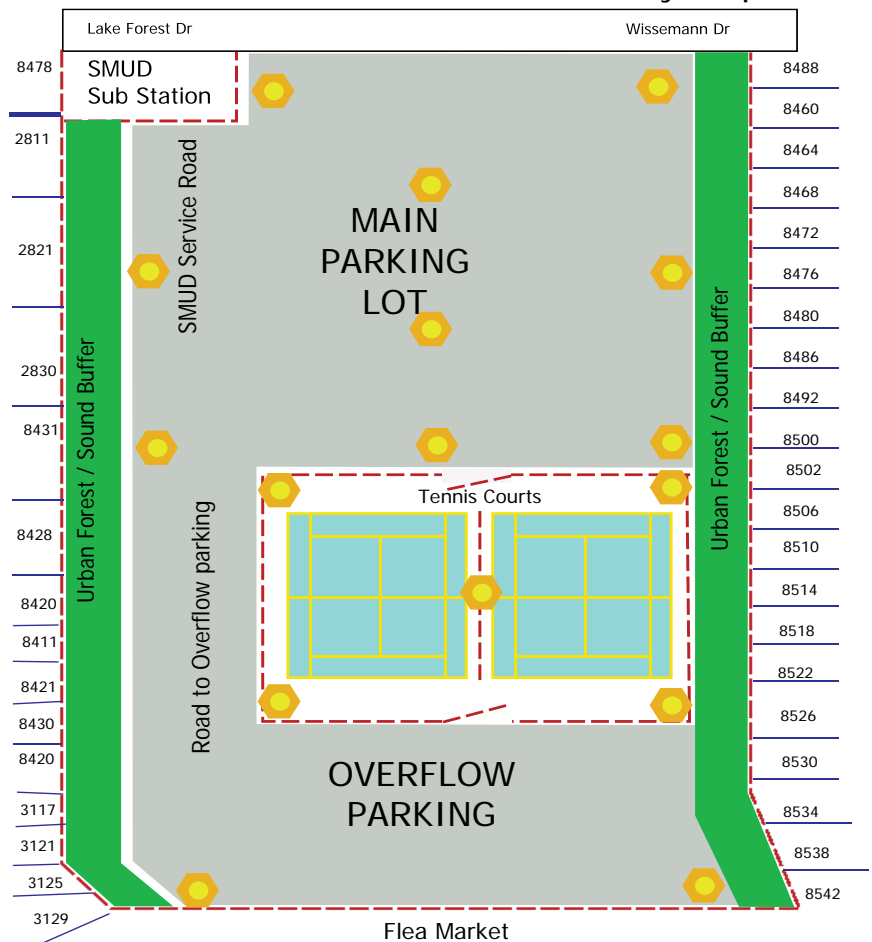 Lake Forest Dr
Wissemann Dr
SMUD
Sub Station
8478
2811
2821
2830
8431
8428
8420
8411
8421
8430
8420
3117
3121
3125
3129
Urban Forest / Sound Buffer
SMUD Service Road
Road to Overflow parking
MAIN
PARKING
LOT
Tennis Courts
OVERFLOW
PARKING
Flea Market
Urban Forest / Sound Buffer
8488
8460
8464
8468
8472
8476
8480
8486
8492
8500
8502
8506
8510
8514
8518
8522
8526
8530
8534
8538
8542